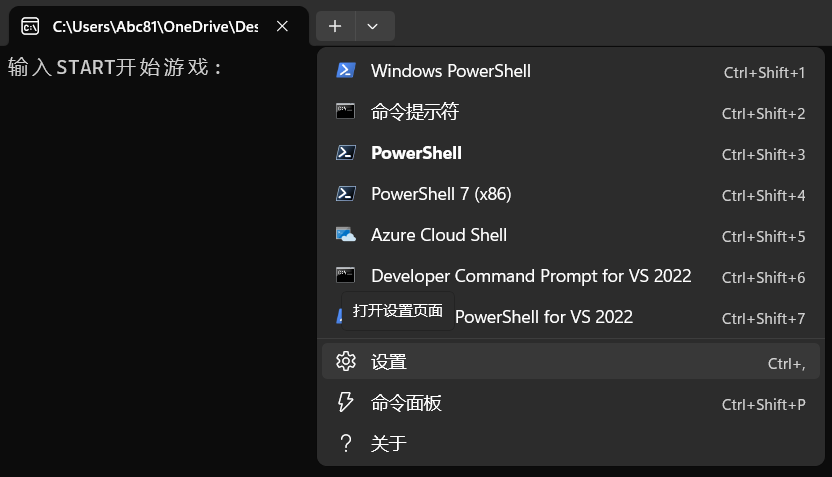 C:\Users\Abc81\OneDrive\Des
输入START开始游戏:
Windows PowerShell Ctrl+Shift+1
命令提示符 Ctrl+Shift+2
PowerShell Ctrl+Shift+3
PowerShell 7 (x86) Ctrl+Shift+4
Azure Cloud Shell Ctrl+Shift+5
Developer Command Prompt for VS 2022 Ctrl+Shift+6
打开设置页面
PowerShell for VS 2022 Ctrl+Shift+7
设置 Ctrl+,
命令面板 Ctrl+Shift+P
关于